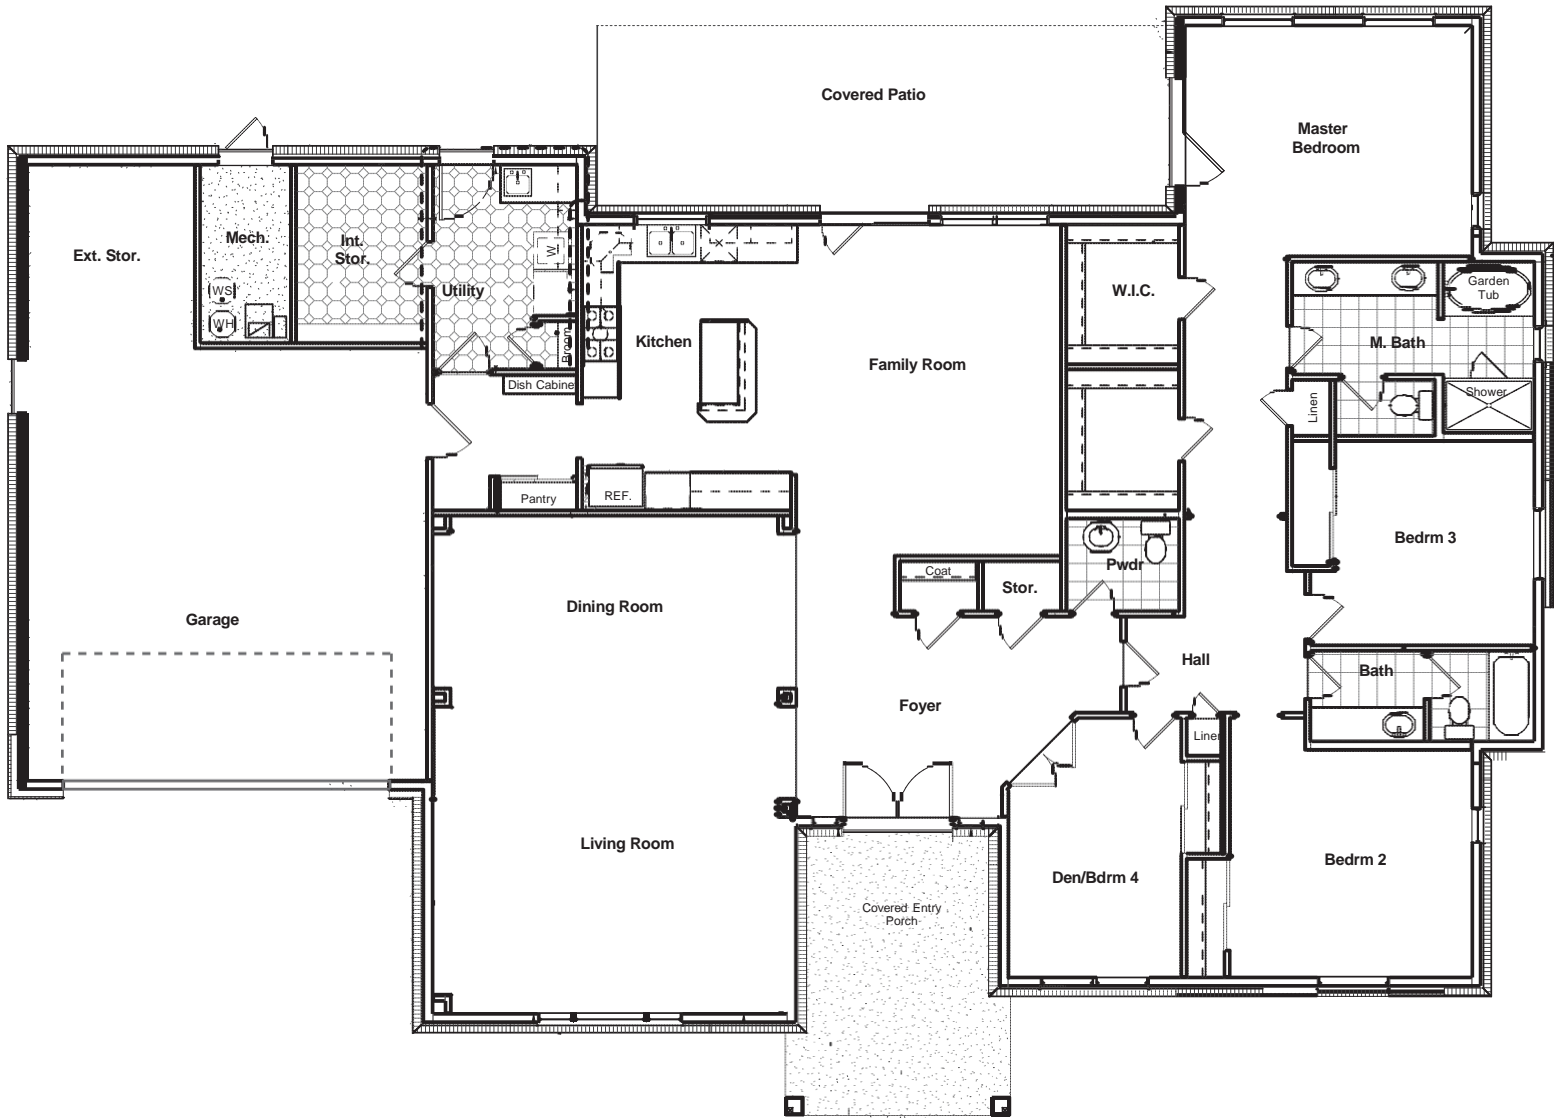 Covered Patio
Master
Bedroom
Ext. Stor.
Mech.
Int.
Stor.
Utility
W
WS
WH
Broom
Dish Cabine
Kitchen
Family Room
W.I.C.
Garden
Tub
M. Bath
Shower
Linen
Pantry
REF.
Bedrm 3
Pwdr
Coat
Stor.
Dining Room
Garage
Hall
Bath
Foyer
Linen
Living Room
Den/Bdrm 4
Bedrm 2
Covered Entry
Porch